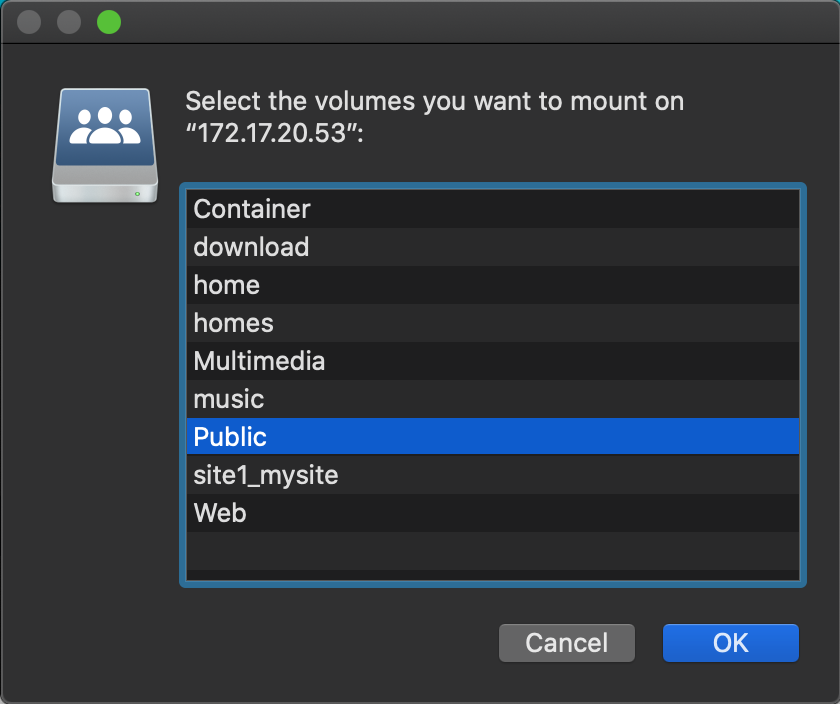 Select the volumes you want to mount on
“172.17.20.53”:
Container
download
home
homes
Multimedia
music
Public
site1_mysite
Web
Cancel
OK